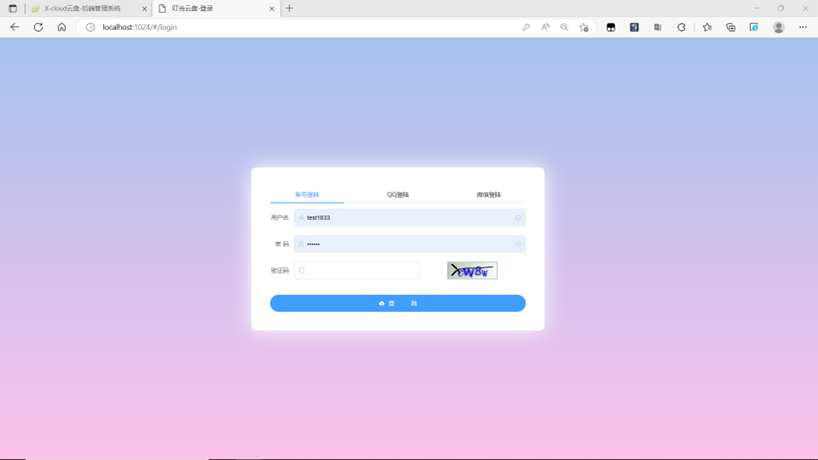 X-cloud云盘-后端管理系统
叮当云盘-登录
localhost:1024/#/login
账号登陆 QQ登陆 微信登陆
用户名 test1833
密 码 ••••••
验证码
登 陆